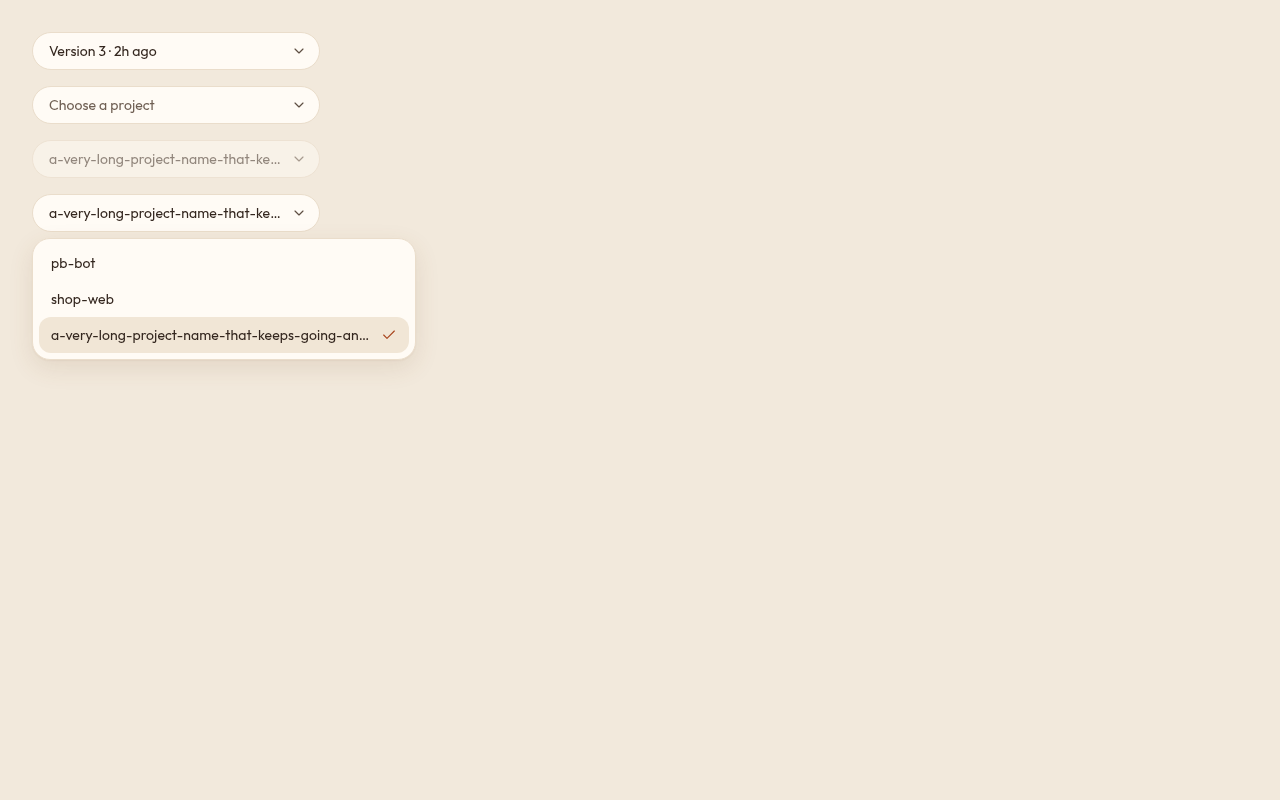 Version 3 · 2h ago
Choose a project
a-very-long-project-name-that-ke...
a-very-long-project-name-that-ke...
pb-bot
shop-web
a-very-long-project-name-that-keeps-going-an...